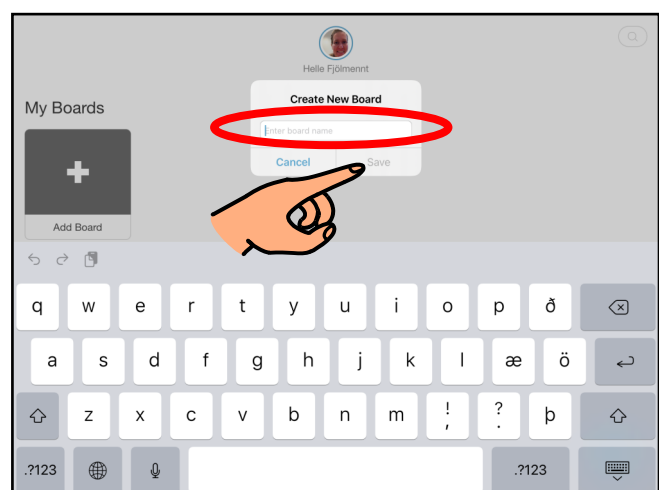 Helle Fjölmennt
Create New Board
My Boards
Enter board name
Cancel Save
Add Board
q w e r t y u i o p ð
a s d f g h j k l æ ö
z x c v b n m ! , ? . þ
.?123 .?123